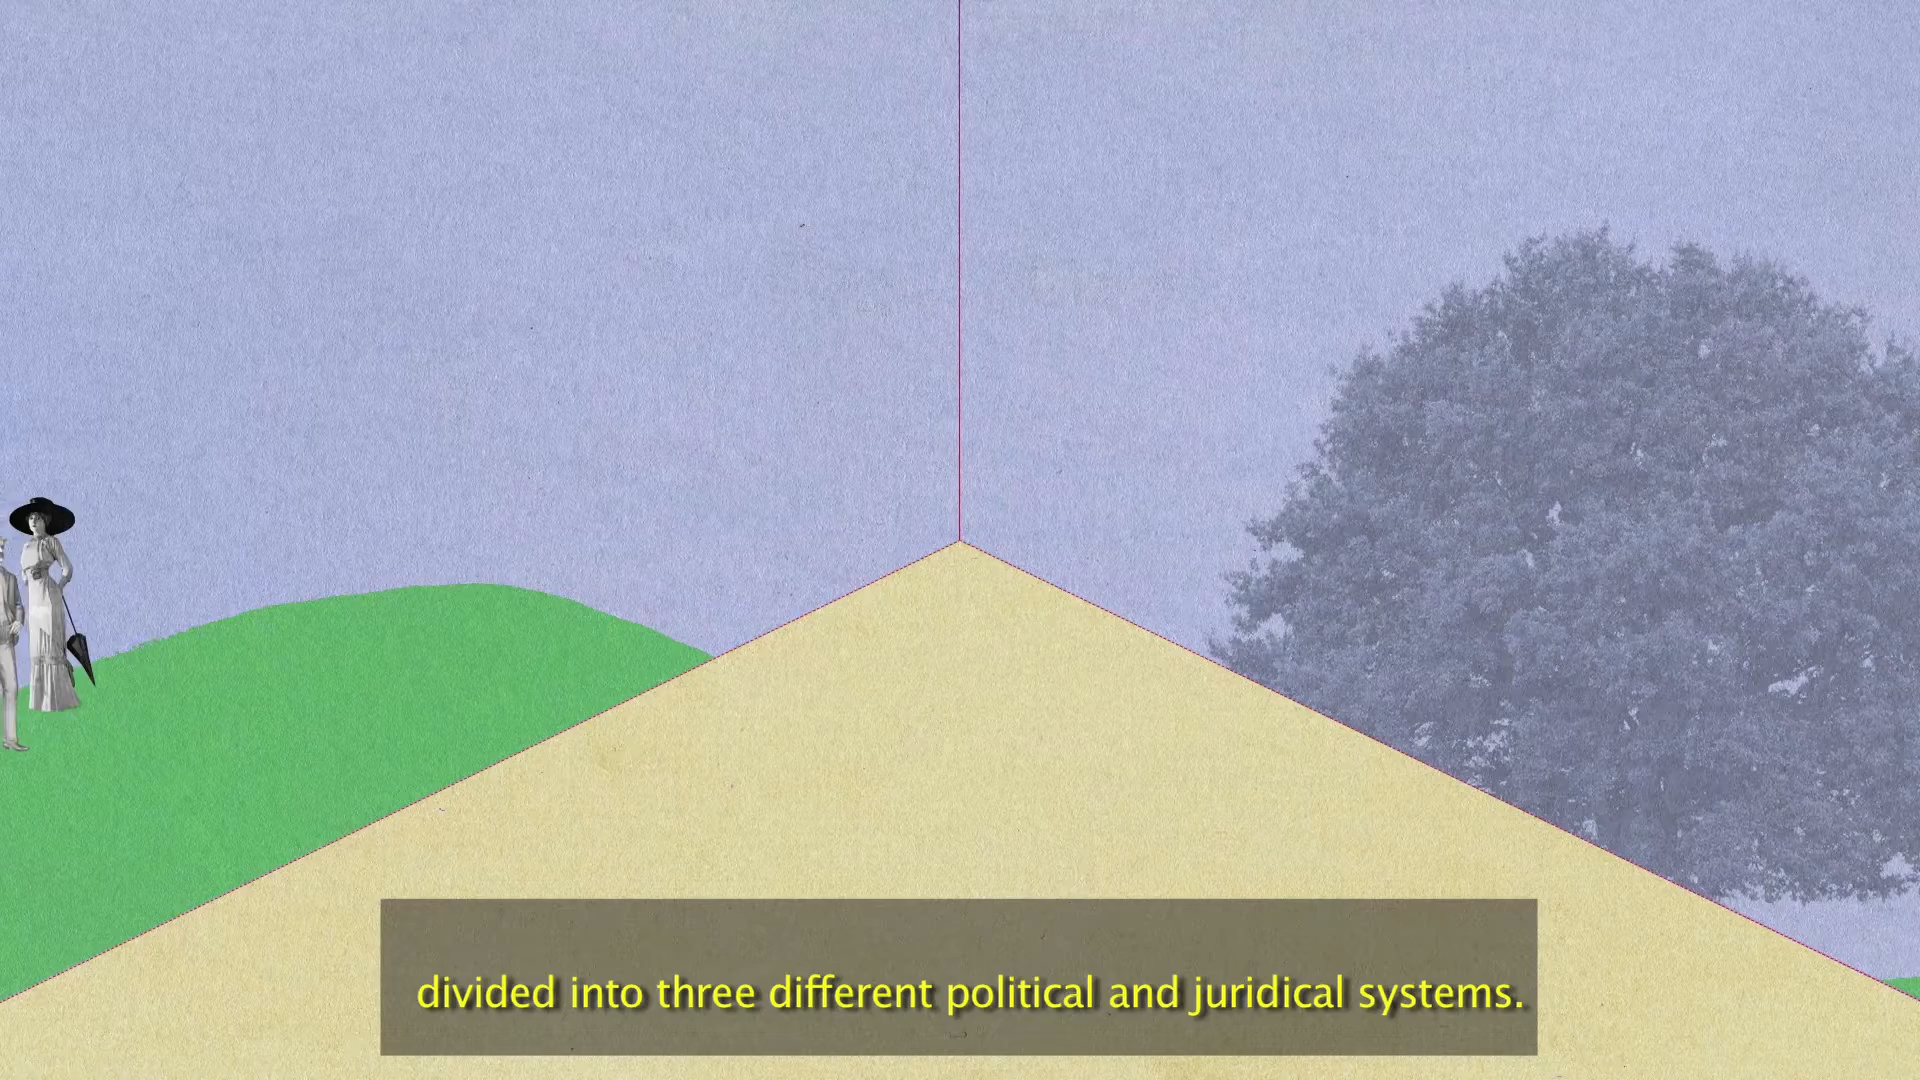 divided into three different political and juridical systems.